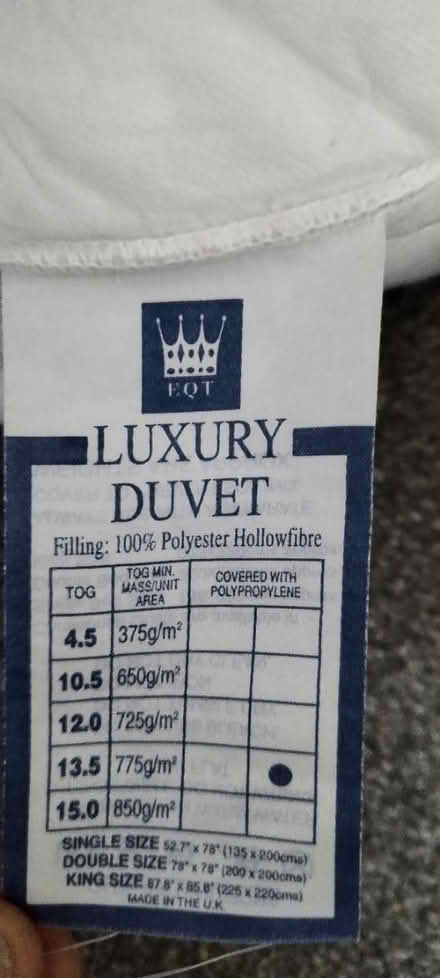 EQT
LUXURY
DUVET
Filling: 100% Polyester Hollowfibre
TOG TOG MIN. MASS/UNIT AREA COVERED WITH POLYPROPYLENE
4.5 375g/m²
10.5 650g/m²
12.0 725g/m²
13.5 775g/m² ●
15.0 850g/m²
SINGLE SIZE 52.7" x 78" (135 x 200cms)
DOUBLE SIZE 78" x 78" (200 x 200cms)
KING SIZE 87.8" x 85.8" (225 x 220cms)
MADE IN THE U.K.